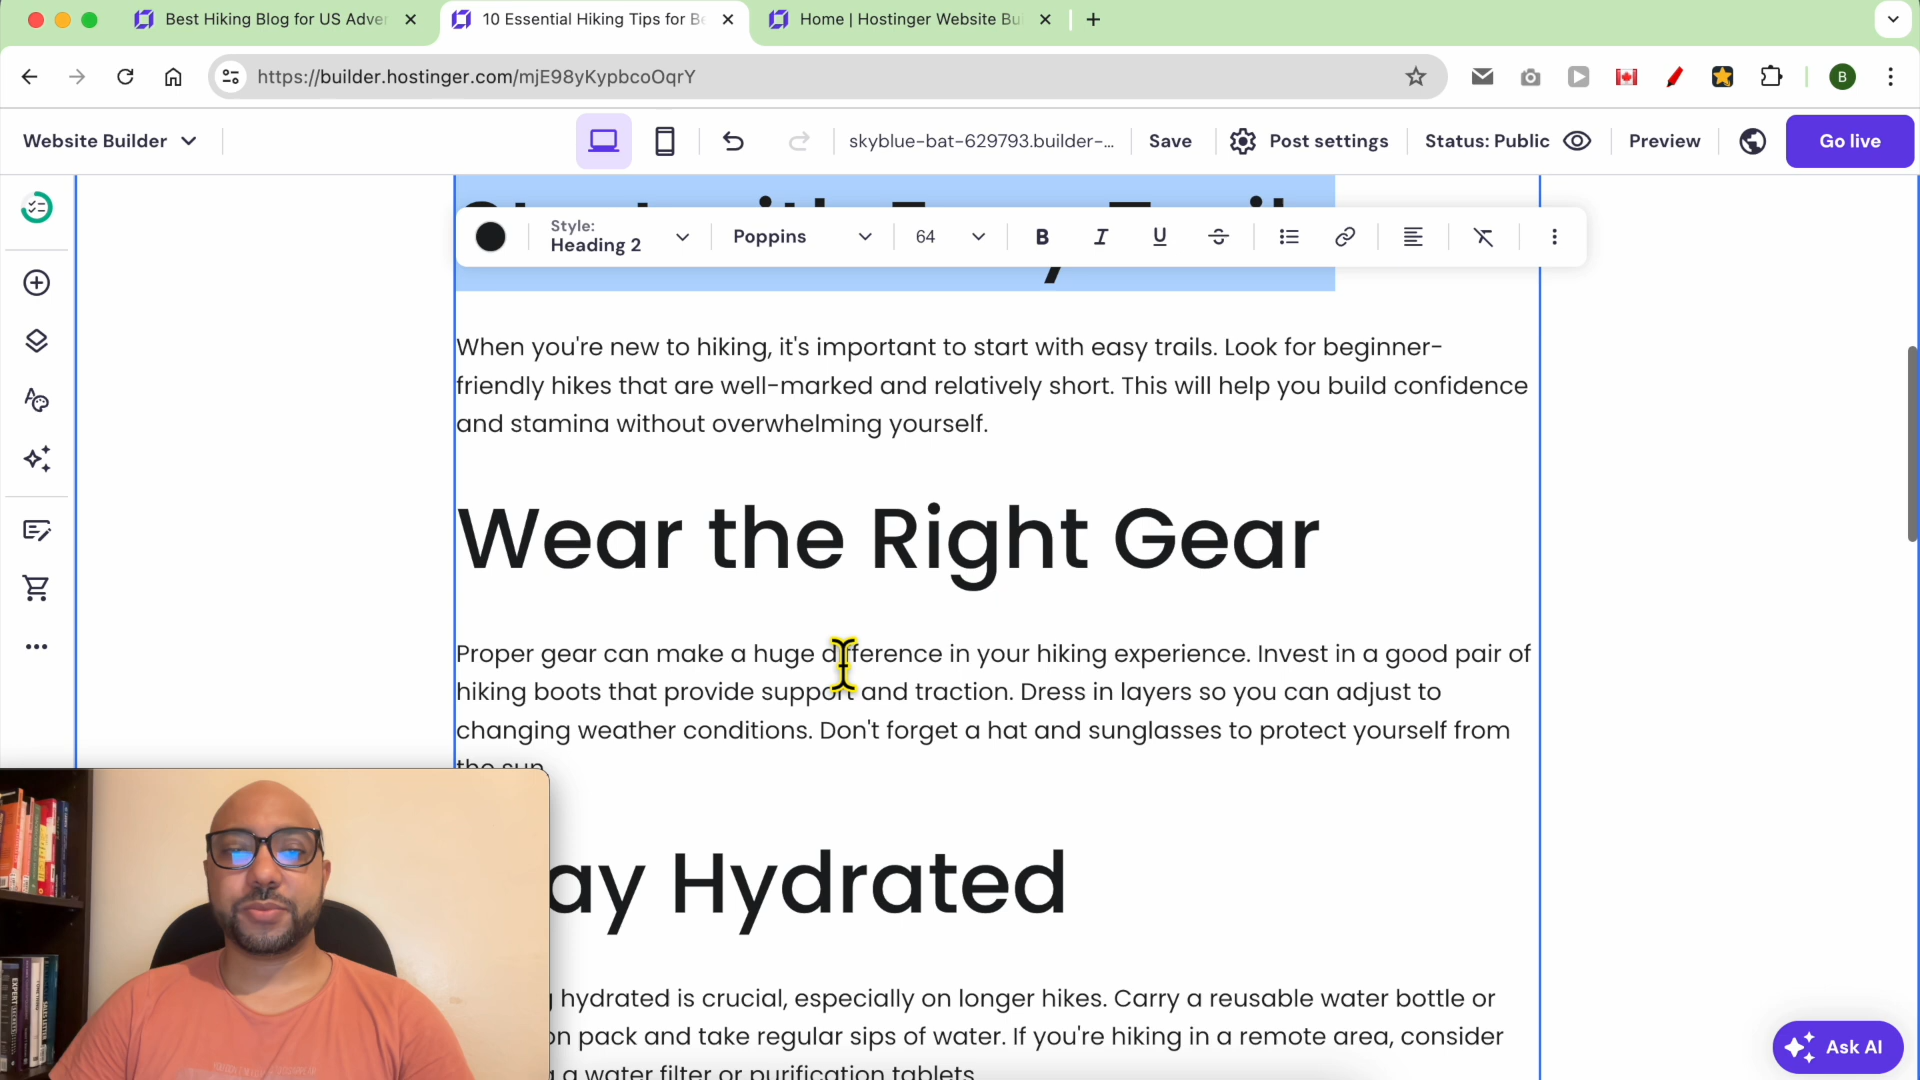 Best Hiking Blog for US Adve
10 Essential Hiking Tips for Be
Home | Hostinger Website Bu
https://builder.hostinger.com/mjE98yKypbcoOqrY
B
Website Builder
skyblue-bat-629793.builder-...
Save
Post settings
Status: Public
Preview
Go live
Style:
Heading 2
Poppins
64
B
I
U
S
When you're new to hiking, it's important to start with easy trails. Look for beginner-
friendly hikes that are well-marked and relatively short. This will help you build confidence
and stamina without overwhelming yourself.
Wear the Right Gear
Proper gear can make a huge difference in your hiking experience. Invest in a good pair of
hiking boots that provide support and traction. Dress in layers so you can adjust to
changing weather conditions. Don't forget a hat and sunglasses to protect yourself from
the sun.
ay Hydrated
hydrated is crucial, especially on longer hikes. Carry a reusable water bottle or
on pack and take regular sips of water. If you're hiking in a remote area, consider
a water filter or purification tablets.
Ask AI